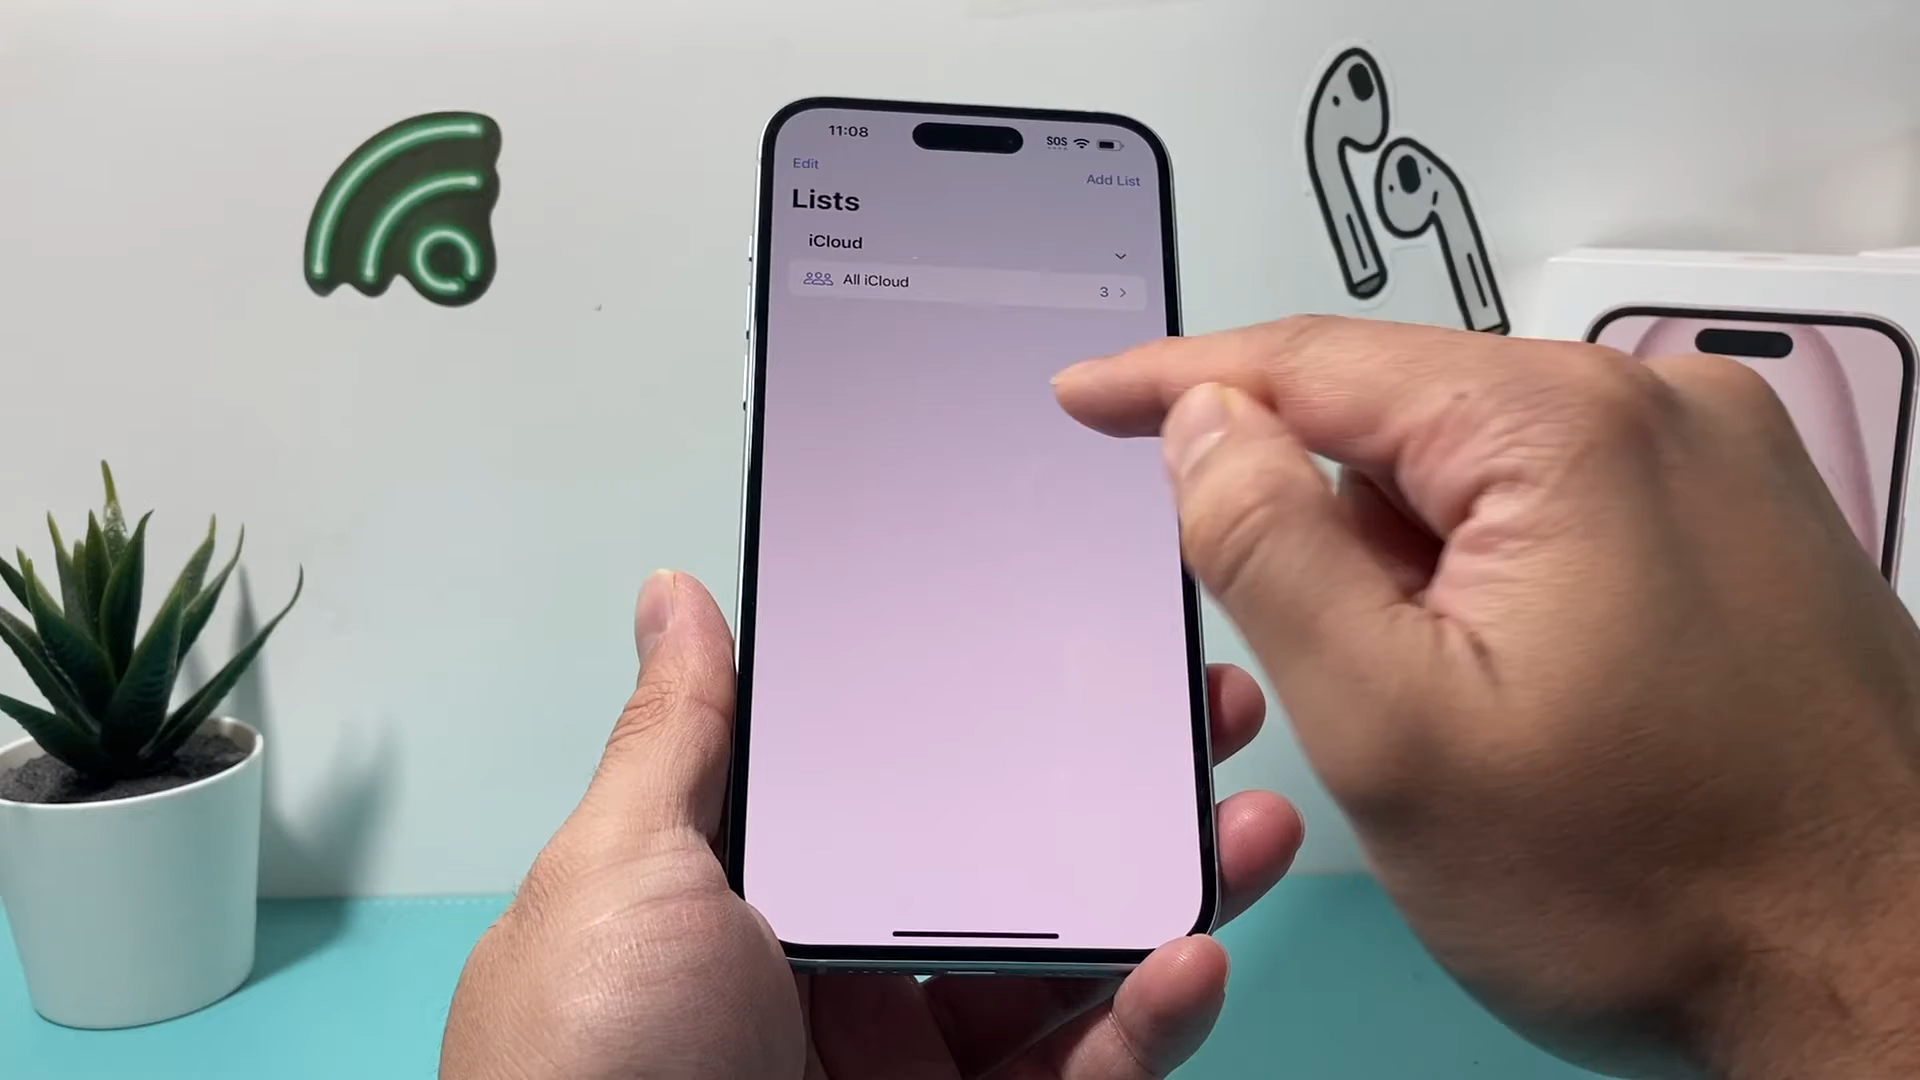 11:08
SOS
Edit
Add List
Lists
iCloud
All iCloud
3